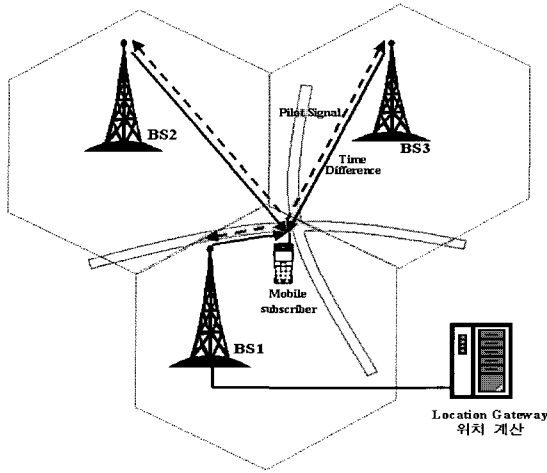 BS2
Pilot Signal
BS3
Time
Difference
Mobile
subscriber
BS1
Location Gateway
위치 계산